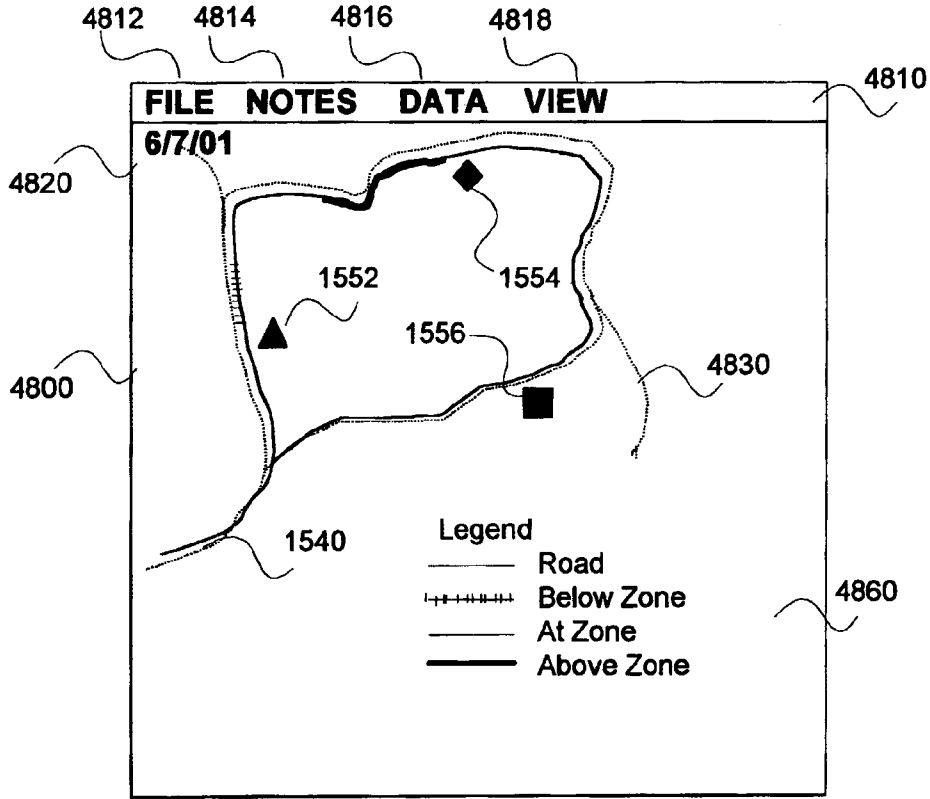 4812 4814 4816 4818
4810
FILE NOTES DATA VIEW
6/7/01
4820
1552
1554
1556
4830
4800
1540
Legend
Road
Below Zone
4860
At Zone
Above Zone